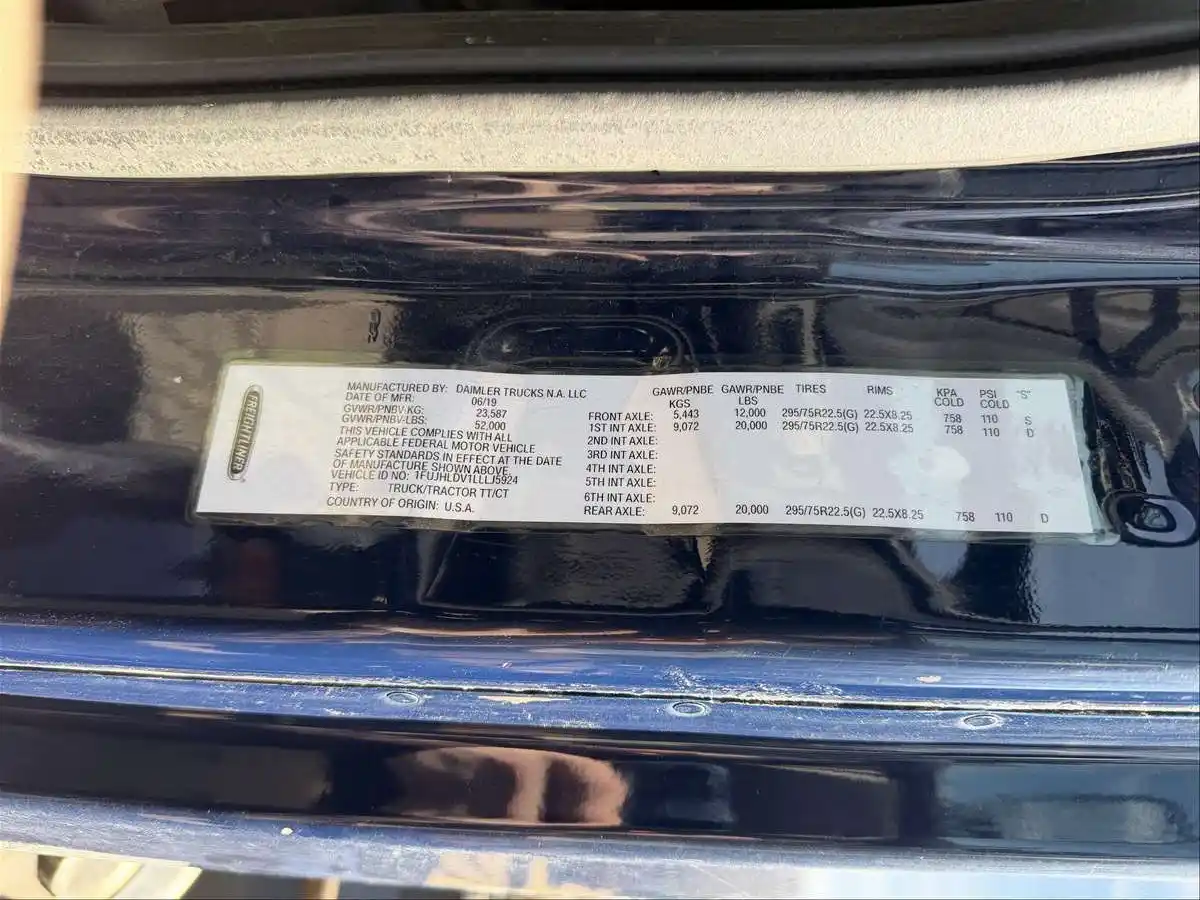 FREIGHTLINER
MANUFACTURED BY: DAIMLER TRUCKS N.A. LLC
DATE OF MFR: 06/19
GVWR/PNBV-KG: 23,587
GVWR/PNBV-LBS: 52,000
THIS VEHICLE COMPLIES WITH ALL
APPLICABLE FEDERAL MOTOR VEHICLE
SAFETY STANDARDS IN EFFECT AT THE DATE
OF MANUFACTURE SHOWN ABOVE.
VEHICLE ID NO: 1FUJHLDV1LLLJ5924
TYPE: TRUCK/TRACTOR TT/CT
COUNTRY OF ORIGIN: U.S.A.
GAWR/PNBE GAWR/PNBE TIRES RIMS KPA PSI "S"
KGS LBS COLD COLD
FRONT AXLE: 5,443 12,000 295/75R22.5(G) 22.5X8.25 758 110 S
1ST INT AXLE: 9,072 20,000 295/75R22.5(G) 22.5X8.25 758 110 D
2ND INT AXLE:
3RD INT AXLE:
4TH INT AXLE:
5TH INT AXLE:
6TH INT AXLE:
REAR AXLE: 9,072 20,000 295/75R22.5(G) 22.5X8.25 758 110 D